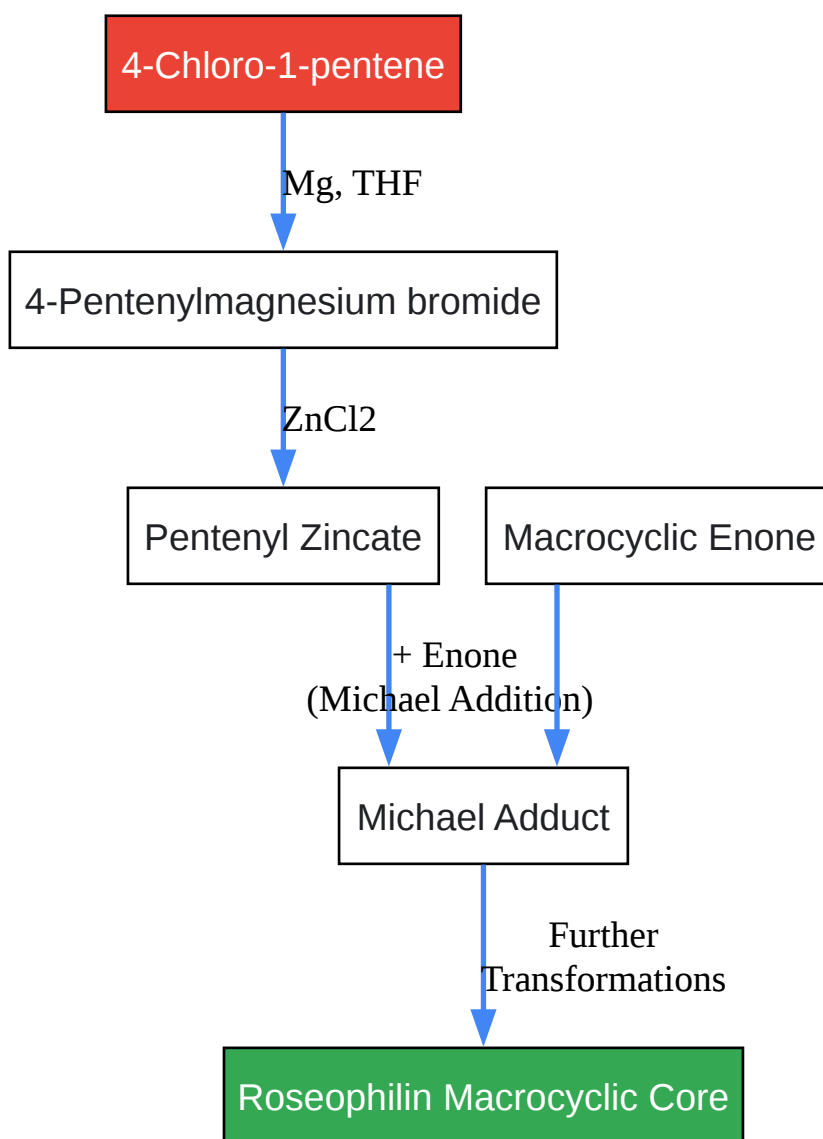 4-Chloro-1-pentene
Mg, THF
4-Pentenylmagnesium bromide
ZnCl2
Pentenyl Zincate
Macrocyclic Enone
+ Enone
(Michael Addition)
Michael Adduct
Further
Transformations
Roseophilin Macrocyclic Core